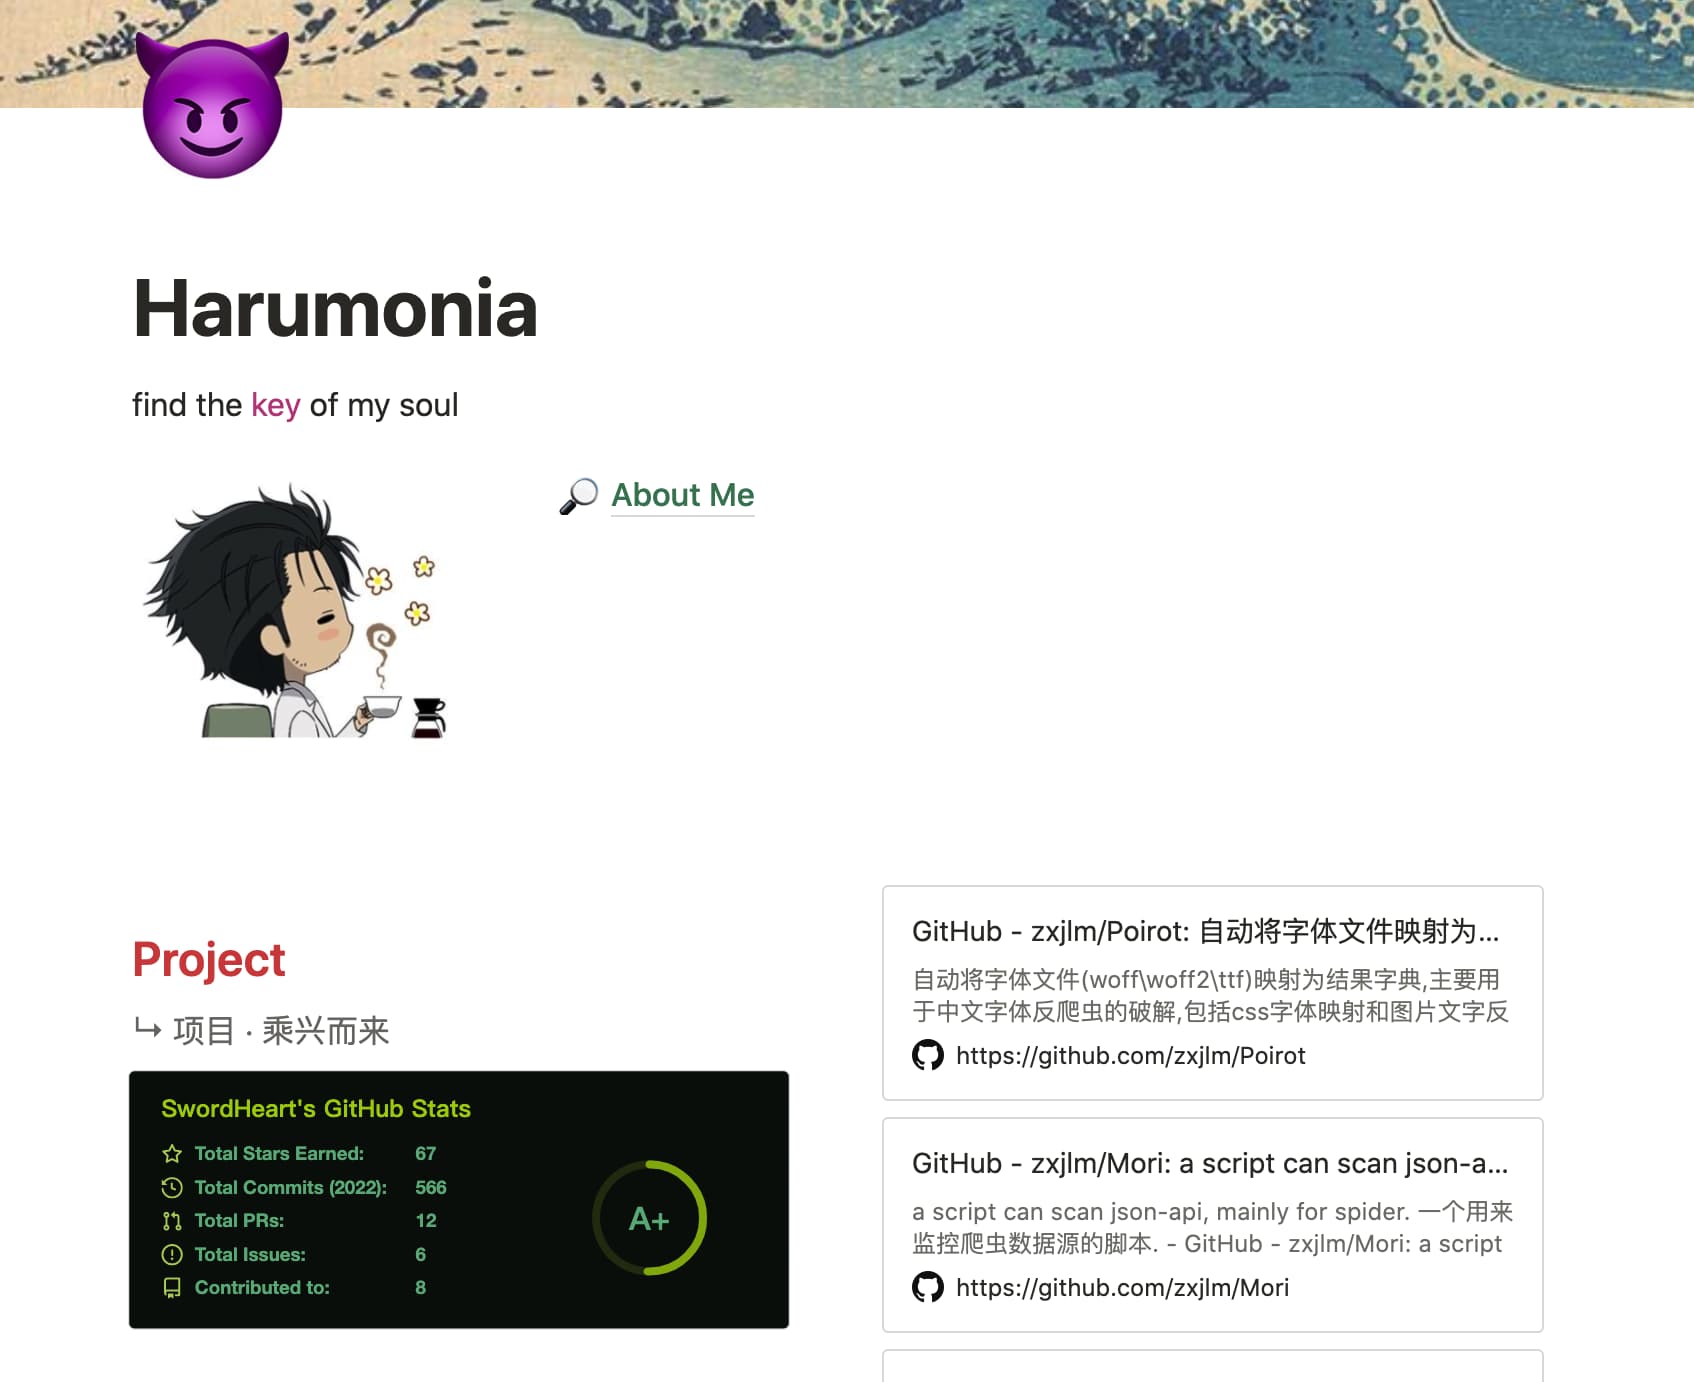 Harumonia
find the key of my soul
About Me
Project
↳ 项目 · 乘兴而来
SwordHeart's GitHub Stats
Total Stars Earned: 67
Total Commits (2022): 566
Total PRs: 12
Total Issues: 6
Contributed to: 8
A+
GitHub - zxjlm/Poirot: 自动将字体文件映射为...
自动将字体文件(woff\woff2\ttf)映射为结果字典,主要用
于中文字体反爬虫的破解,包括css字体映射和图片文字反
https://github.com/zxjlm/Poirot
GitHub - zxjlm/Mori: a script can scan json-a...
a script can scan json-api, mainly for spider. 一个用来
监控爬虫数据源的脚本. - GitHub - zxjlm/Mori: a script
https://github.com/zxjlm/Mori